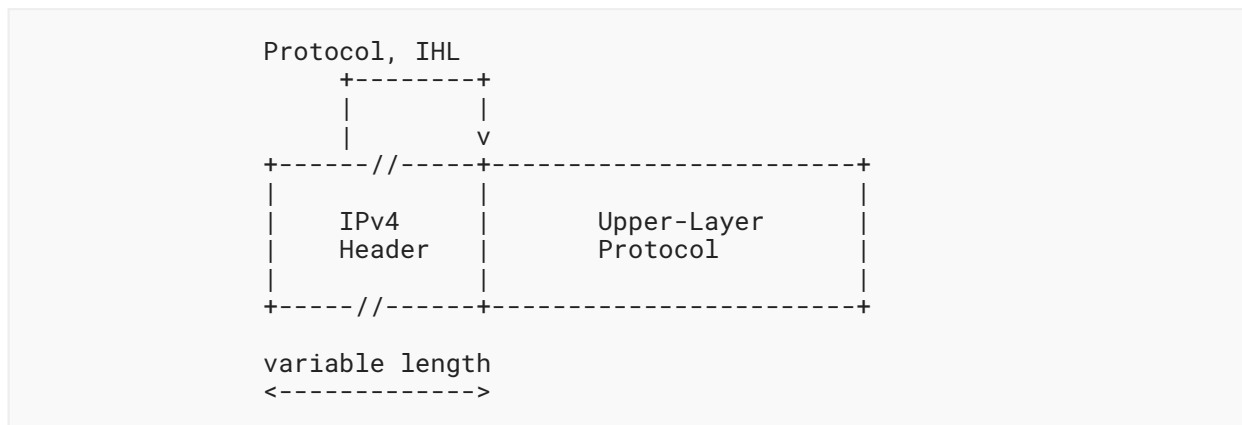 Protocol, IHL
     +--------+
     |        |
     |        v
+------//-----+------------------------+
|             |                        |
|    IPv4     |       Upper-Layer      |
|    Header   |       Protocol         |
|             |                        |
+-----//------+------------------------+
variable length
<------------->